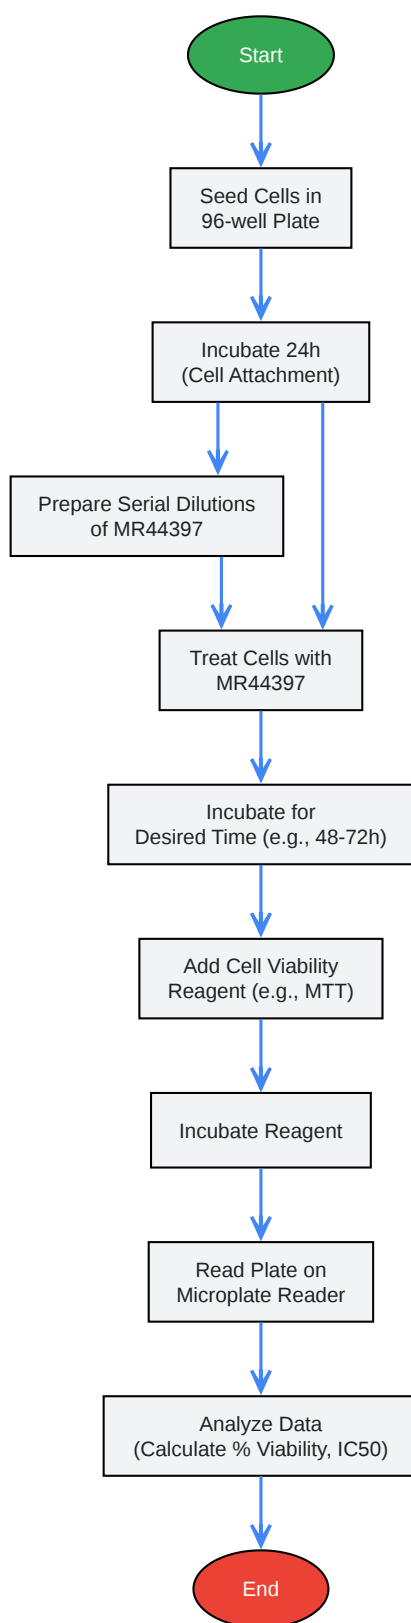 Start
Seed Cells in
96-well Plate
Incubate 24h
(Cell Attachment)
Prepare Serial Dilutions
of MR44397
Treat Cells with
MR44397
Incubate for
Desired Time (e.g., 48-72h)
Add Cell Viability
Reagent (e.g., MTT)
Incubate Reagent
Read Plate on
Microplate Reader
Analyze Data
(Calculate % Viability, IC50)
End